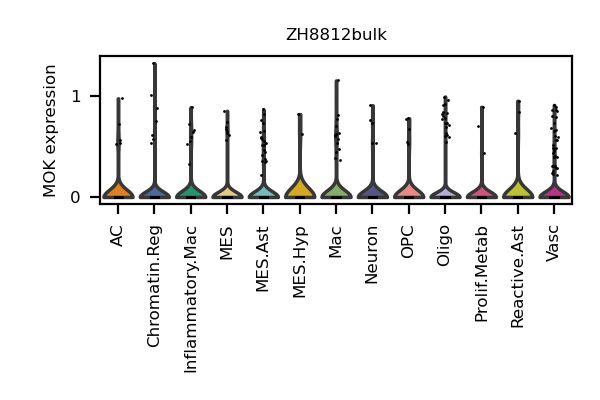 ZH8812bulk
MOK expression
1
0
AC
Chromatin.Reg
Inflammatory.Mac
MES
MES.Ast
MES.Hyp
Mac
Neuron
OPC
Oligo
Prolif.Metab
Reactive.Ast
Vasc